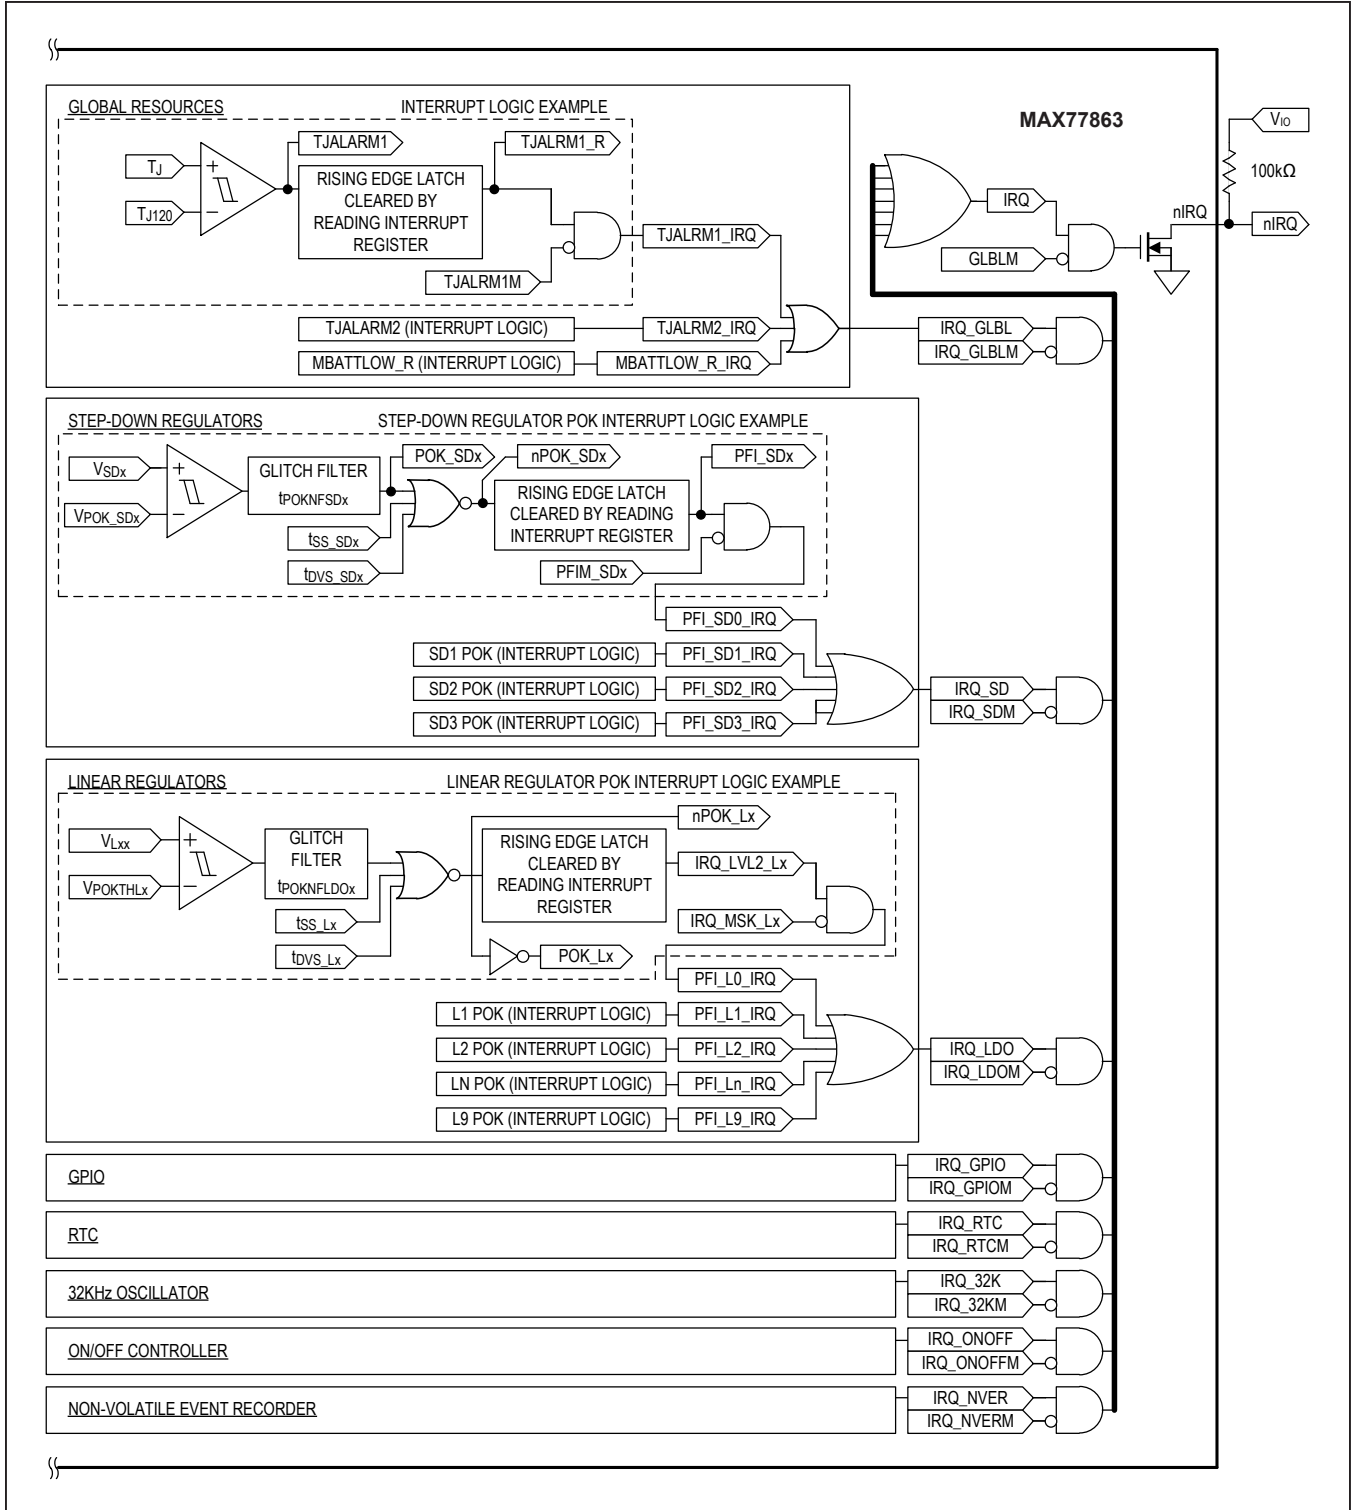 GLOBAL RESOURCES
INTERRUPT LOGIC EXAMPLE
MAX77863
TJ
TJ120
+
−
TJALARM1
RISING EDGE LATCH
CLEARED BY
READING INTERRUPT
REGISTER
TJALRM1_R
TJALRM1M
TJALRM1_IRQ
TJALARM2 (INTERRUPT LOGIC)
TJALRM2_IRQ
MBATTLOW_R (INTERRUPT LOGIC)
MBATTLOW_R_IRQ
IRQ
GLBLM
nIRQ
VIO
100kΩ
nIRQ
IRQ_GLBL
IRQ_GLBLM
STEP-DOWN REGULATORS
STEP-DOWN REGULATOR POK INTERRUPT LOGIC EXAMPLE
VSDx
VPOK_SDx
+
−
GLITCH FILTER
tPOKNFSDx
POK_SDx
nPOK_SDx
PFI_SDx
tSS_SDx
tDVS_SDx
RISING EDGE LATCH
CLEARED BY READING
INTERRUPT REGISTER
PFIM_SDx
PFI_SD0_IRQ
SD1 POK (INTERRUPT LOGIC)
PFI_SD1_IRQ
SD2 POK (INTERRUPT LOGIC)
PFI_SD2_IRQ
SD3 POK (INTERRUPT LOGIC)
PFI_SD3_IRQ
IRQ_SD
IRQ_SDM
LINEAR REGULATORS
LINEAR REGULATOR POK INTERRUPT LOGIC EXAMPLE
VLxx
VPOKTHLx
+
−
GLITCH
FILTER
tPOKNFLDOx
tSS_Lx
tDVS_Lx
nPOK_Lx
RISING EDGE LATCH
CLEARED BY
READING INTERRUPT
REGISTER
IRQ_LVL2_Lx
IRQ_MSK_Lx
POK_Lx
PFI_L0_IRQ
L1 POK (INTERRUPT LOGIC)
PFI_L1_IRQ
L2 POK (INTERRUPT LOGIC)
PFI_L2_IRQ
LN POK (INTERRUPT LOGIC)
PFI_Ln_IRQ
L9 POK (INTERRUPT LOGIC)
PFI_L9_IRQ
IRQ_LDO
IRQ_LDOM
GPIO
IRQ_GPIO
IRQ_GPIOM
RTC
IRQ_RTC
IRQ_RTCM
32KHz OSCILLATOR
IRQ_32K
IRQ_32KM
ON/OFF CONTROLLER
IRQ_ONOFF
IRQ_ONOFFM
NON-VOLATILE EVENT RECORDER
IRQ_NVER
IRQ_NVERM